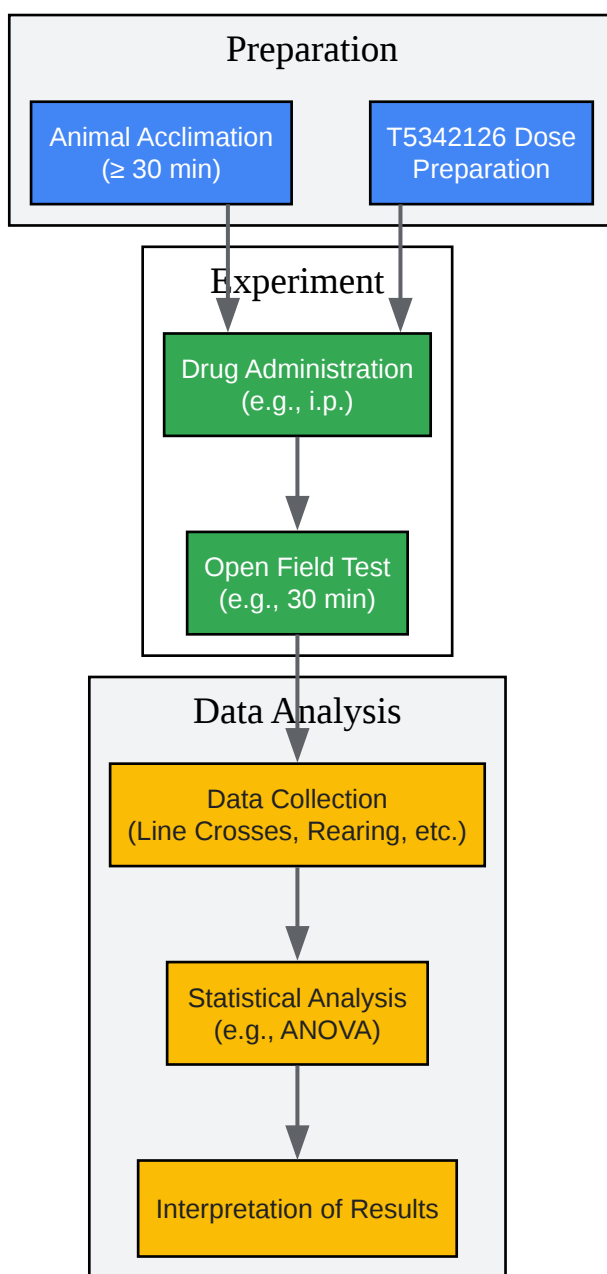 Preparation
Animal Acclimation
(≥ 30 min)
T5342126 Dose
Preparation
Experiment
Drug Administration
(e.g., i.p.)
Open Field Test
(e.g., 30 min)
Data Analysis
Data Collection
(Line Crosses, Rearing, etc.)
Statistical Analysis
(e.g., ANOVA)
Interpretation of Results